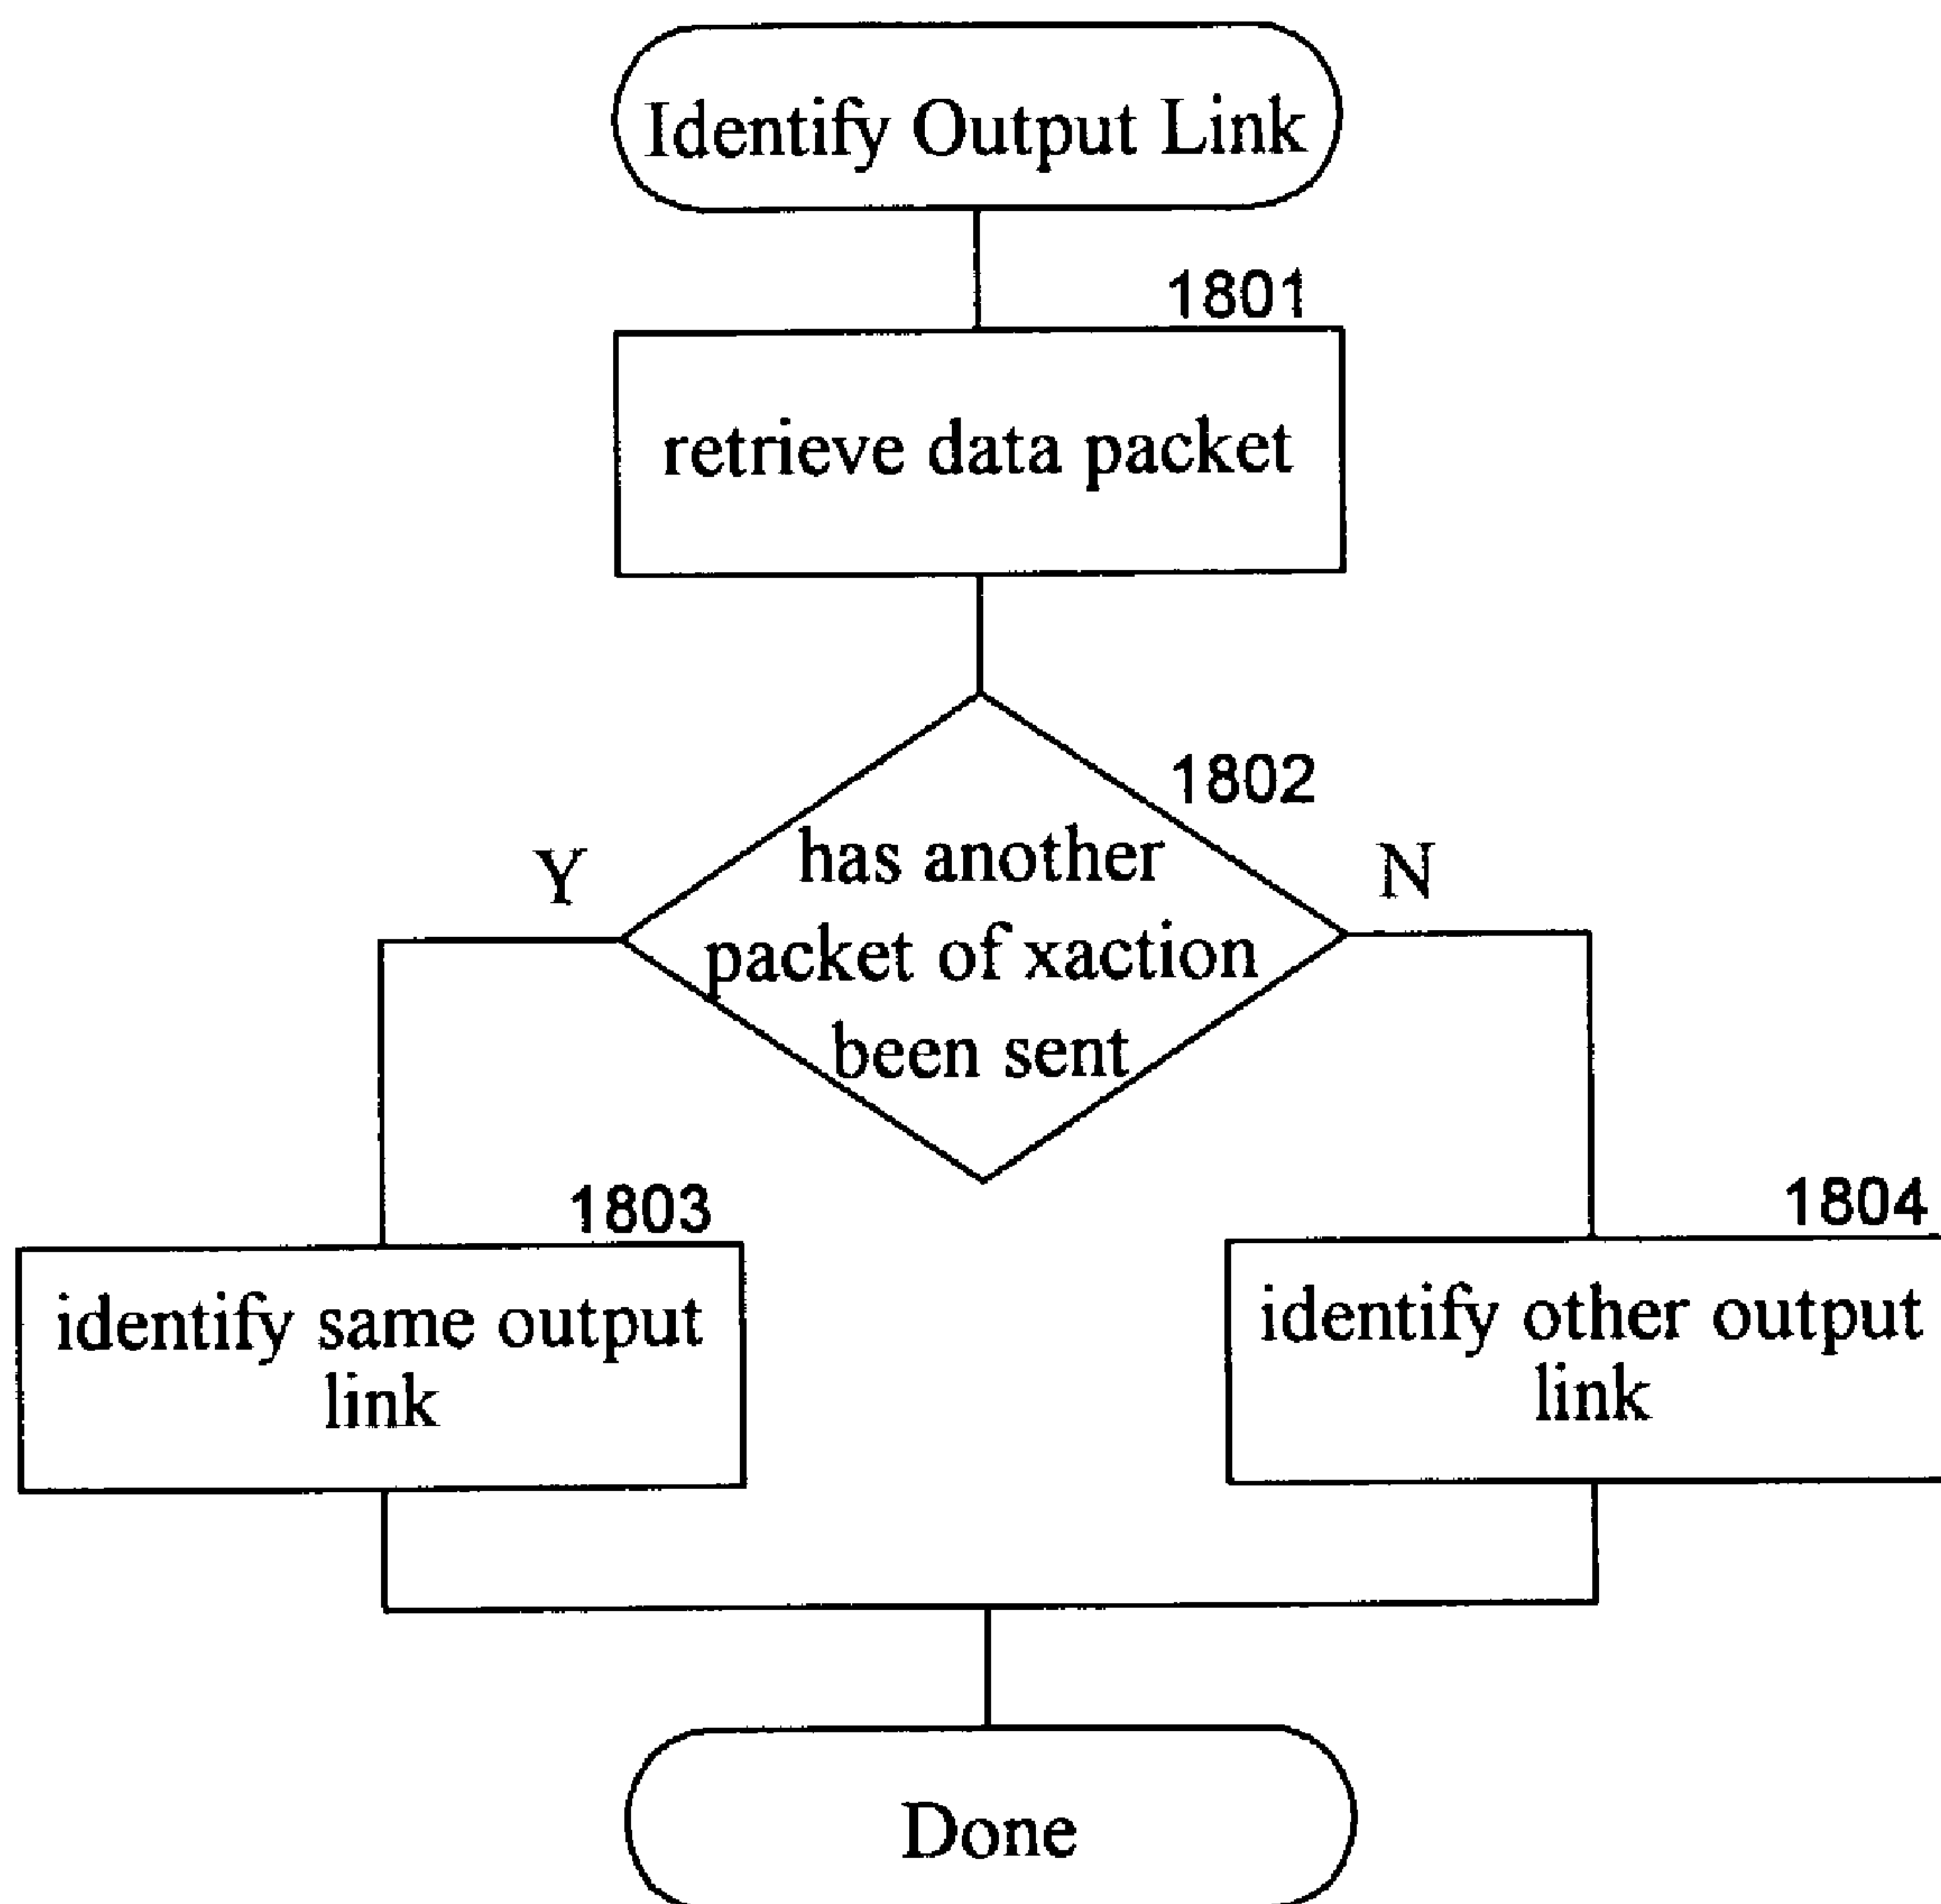 Identify Output Link
1801
retrieve data packet
1802
has another
packet of xaction
been sent
Y
N
1803
identify same output
link
1804
identify other output
link
Done